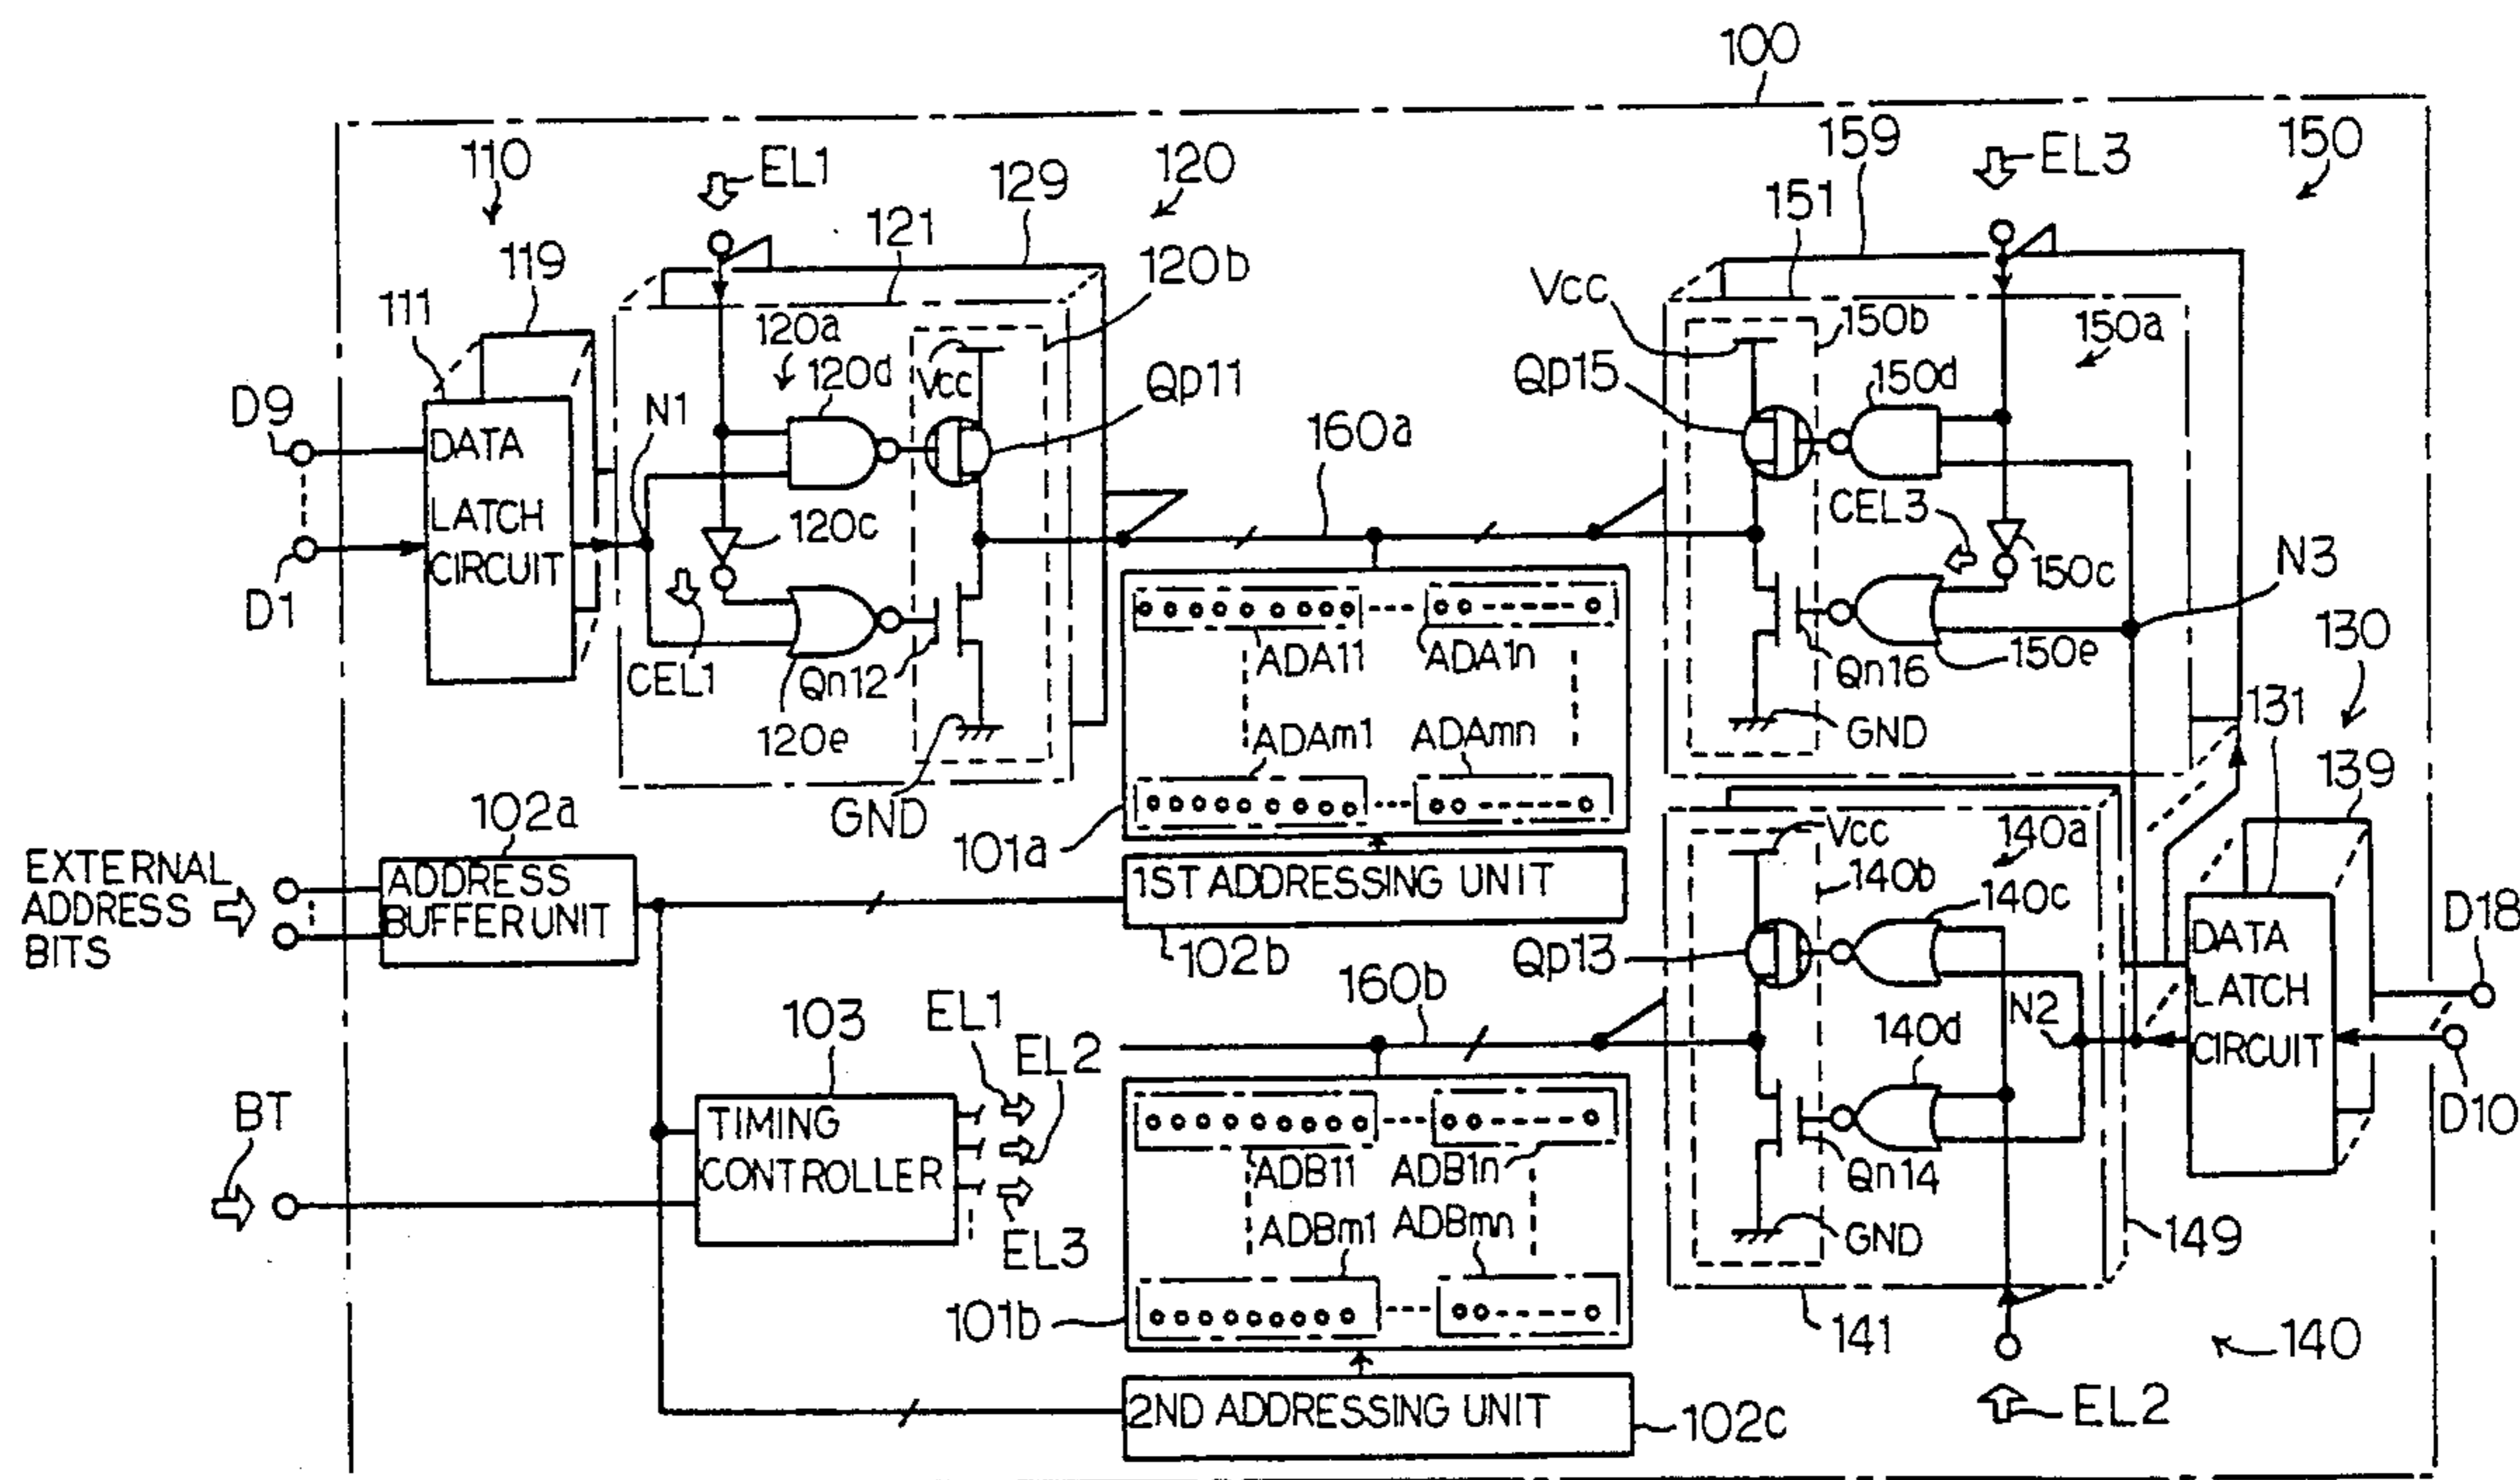 100
110
EL1
129
120
159
EL3
150
151
121
119
120b
111
Vcc
120a
120d
Vcc
Qp11
150b
150a
Qp15
150d
D9
N1
160a
DATA
LATCH
CIRCUIT
120c
CEL3
150c
N3
D1
CEL1
Qn12
120e
ADA11
ADA1n
Qn16
150e
130
GND
131
ADAm1
ADAmn
GND
139
102a
101a
Vcc
140a
140b
140c
EXTERNAL
ADDRESS
BITS
ADDRESS
BUFFER UNIT
1ST ADDRESSING UNIT
102b
Qp13
D18
DATA
LATCH
CIRCUIT
160b
N2
103
EL1
EL2
140d
D10
BT
TIMING
CONTROLLER
EL3
ADB11
ADB1n
Qn14
ADBm1
ADBmn
GND
149
101b
141
140
2ND ADDRESSING UNIT
102c
EL2